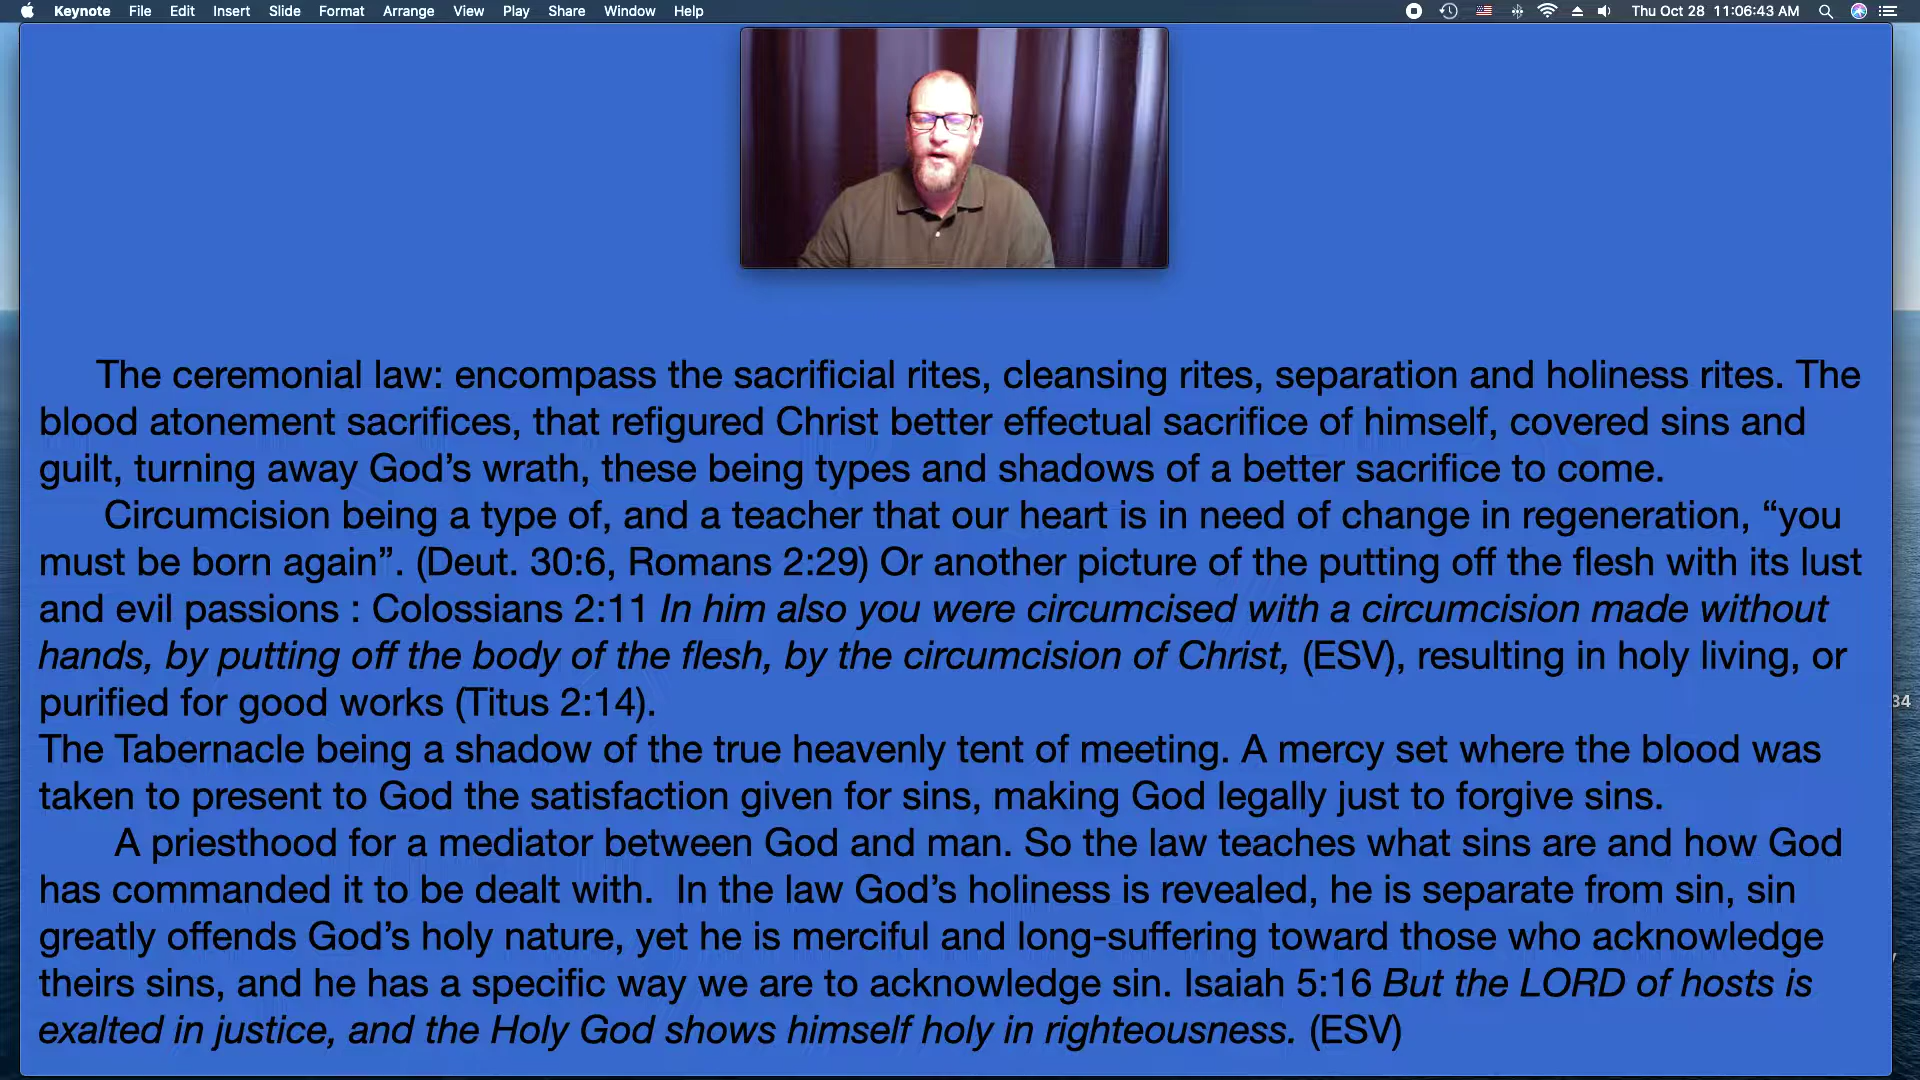 Keynote File Edit Insert Slide Format Arrange View Play Share Window Help Thu Oct 28 11:06:43 AM
The ceremonial law: encompass the sacrificial rites, cleansing rites, separation and holiness rites. The
blood atonement sacrifices, that refigured Christ better effectual sacrifice of himself, covered sins and
guilt, turning away God’s wrath, these being types and shadows of a better sacrifice to come.
Circumcision being a type of, and a teacher that our heart is in need of change in regeneration, “you
must be born again”. (Deut. 30:6, Romans 2:29) Or another picture of the putting off the flesh with its lust
and evil passions : Colossians 2:11 In him also you were circumcised with a circumcision made without
hands, by putting off the body of the flesh, by the circumcision of Christ, (ESV), resulting in holy living, or
purified for good works (Titus 2:14).
34
The Tabernacle being a shadow of the true heavenly tent of meeting. A mercy set where the blood was
taken to present to God the satisfaction given for sins, making God legally just to forgive sins.
A priesthood for a mediator between God and man. So the law teaches what sins are and how God
has commanded it to be dealt with.  In the law God’s holiness is revealed, he is separate from sin, sin
greatly offends God’s holy nature, yet he is merciful and long-suffering toward those who acknowledge
theirs sins, and he has a specific way we are to acknowledge sin. Isaiah 5:16 But the LORD of hosts is
exalted in justice, and the Holy God shows himself holy in righteousness. (ESV)